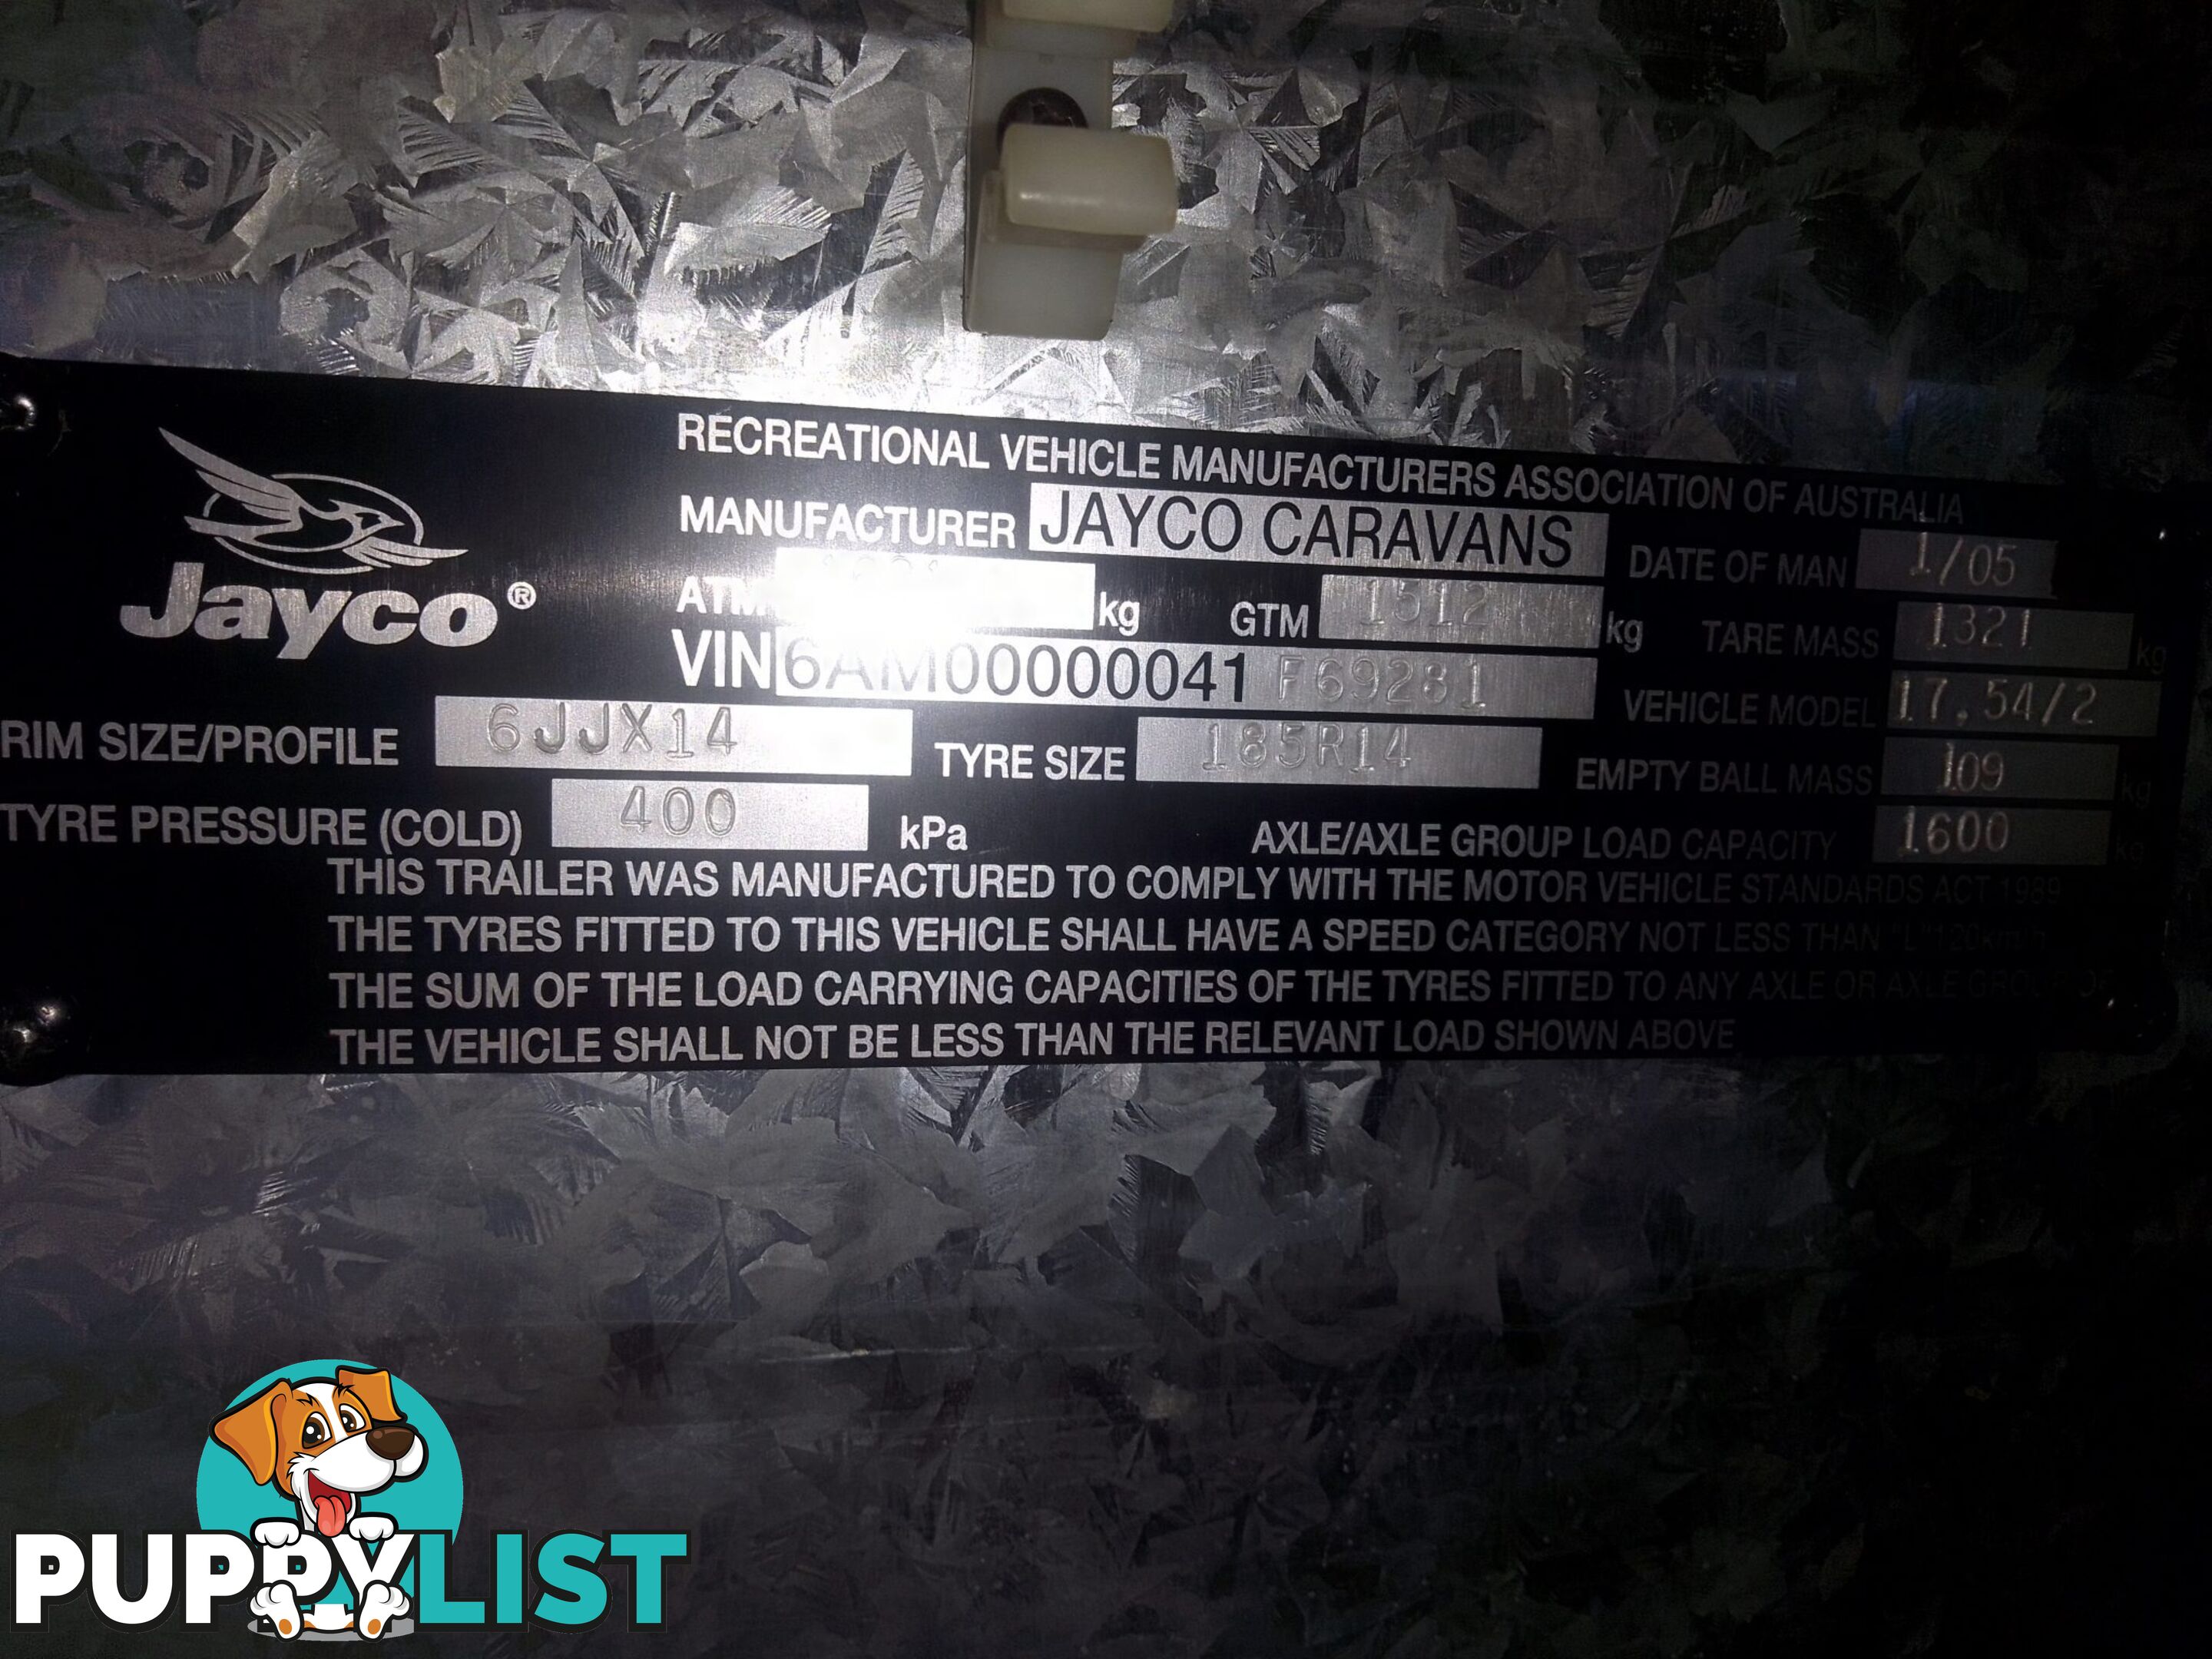 RECREATIONAL VEHICLE MANUFACTURERS ASSOCIATION OF AUSTRALIA
Jayco®
MANUFACTURER JAYCO CARAVANS DATE OF MAN 1/05
ATM kg GTM 1512 kg TARE MASS 1321 kg
VIN 6AM00000041 F69281 VEHICLE MODEL 17.54/2
RIM SIZE/PROFILE 6JJX14 TYRE SIZE 185R14 EMPTY BALL MASS 109 kg
TYRE PRESSURE (COLD) 400 kPa AXLE/AXLE GROUP LOAD CAPACITY 1600 kg
THIS TRAILER WAS MANUFACTURED TO COMPLY WITH THE MOTOR VEHICLE STANDARDS ACT 1989
THE TYRES FITTED TO THIS VEHICLE SHALL HAVE A SPEED CATEGORY NOT LESS THAN "L"
THE SUM OF THE LOAD CARRYING CAPACITIES OF THE TYRES FITTED TO ANY AXLE OR AXLE GROUP OF
THE VEHICLE SHALL NOT BE LESS THAN THE RELEVANT LOAD SHOWN ABOVE
PUPPYLIST